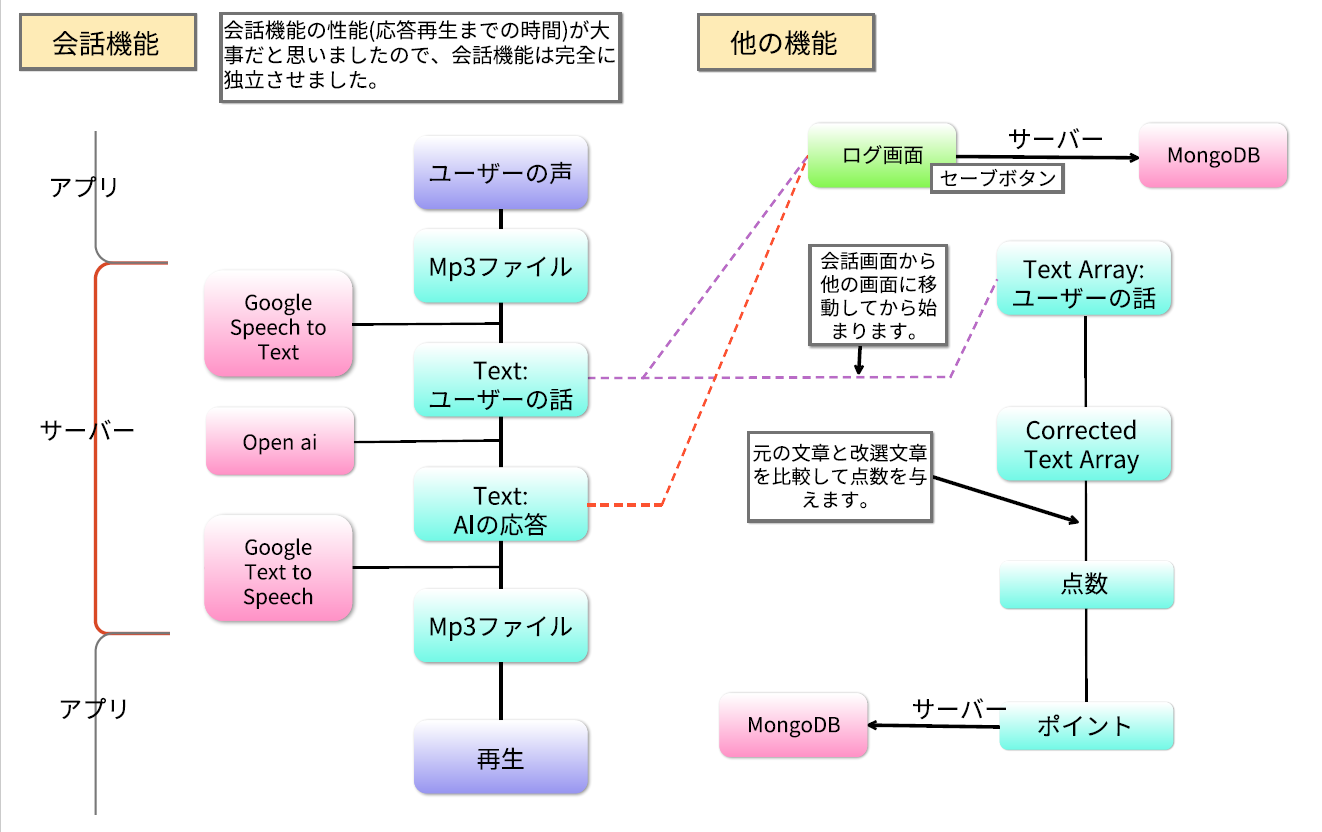 会話機能
会話機能の性能(応答再生までの時間)が大
事だと思いましたので、会話機能は完全に
独立させました。
他の機能
アプリ
サーバー
アプリ
ユーザーの声
Mp3ファイル
Google
Speech to
Text
Text:
ユーザーの話
Open ai
Text:
AIの応答
Google
Text to
Speech
Mp3ファイル
再生
ログ画面
セーブボタン
サーバー
MongoDB
会話画面から
他の画面に移
動してから始
まります。
Text Array:
ユーザーの話
Corrected
Text Array
元の文章と改選文章
を比較して点数を与
えます。
点数
ポイント
サーバー
MongoDB